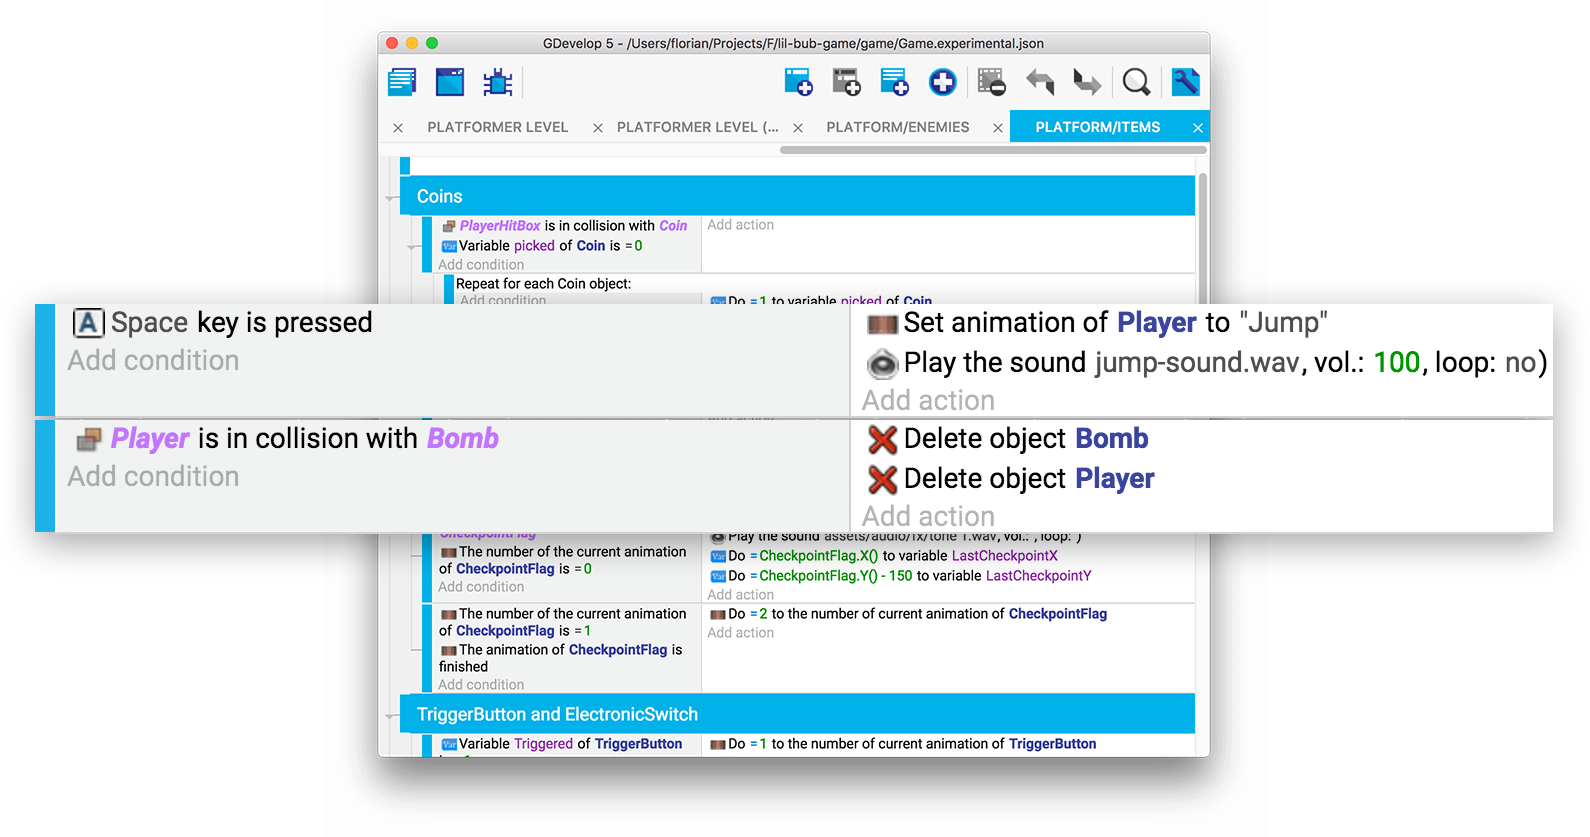 GDevelop 5 - /Users/florian/Projects/F/lil-bub-game/game/Game.experimental.json
PLATFORMER LEVEL
PLATFORMER LEVEL (...
PLATFORM/ENEMIES
PLATFORM/ITEMS
Coins
PlayerHitBox is in collision with Coin
Add action
Var Variable picked of Coin is = 0
Add condition
Repeat for each Coin object:
Add condition
Var Do = 1 to variable picked of Coin
A Space key is pressed
Add condition
Set animation of Player to "Jump"
Play the sound jump-sound.wav, vol.: 100, loop: no)
Add action
Player is in collision with Bomb
Add condition
Delete object Bomb
Delete object Player
Add action
CheckpointFlag
The number of the current animation
of CheckpointFlag is = 0
Add condition
Play the sound assets/audio/fx/tone 1.wav, vol.: , loop: )
Var Do = CheckpointFlag.X() to variable LastCheckpointX
Var Do = CheckpointFlag.Y() - 150 to variable LastCheckpointY
Add action
The number of the current animation
of CheckpointFlag is = 1
The animation of CheckpointFlag is
finished
Add condition
Do = 2 to the number of current animation of CheckpointFlag
Add action
TriggerButton and ElectronicSwitch
Var Variable Triggered of TriggerButton
Do = 1 to the number of current animation of TriggerButton